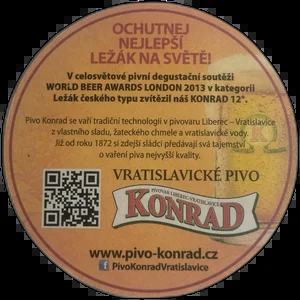 OCHUTNEJ
NEJLEPŠÍ
LEŽÁK NA SVĚTĚ!
V celosvětové pivní degustační soutěži
WORLD BEER AWARDS LONDON 2013 v kategorii
Ležák českého typu zvítězil náš KONRAD 12°.
Pivo Konrad se vaří tradiční technologií v pivovaru Liberec – Vratislavice
z vlastního sladu, žateckého chmele a vratislavické vody.
Již od roku 1872 si zdejší sládci předávají svá tajemství
o vaření piva nejvyšší kvality.
VRATISLAVICKÉ PIVO
PIVOVAR LIBEREC-VRATISLAVICE
KONRAD
www.pivo-konrad.cz
f PivoKonradVratislavice